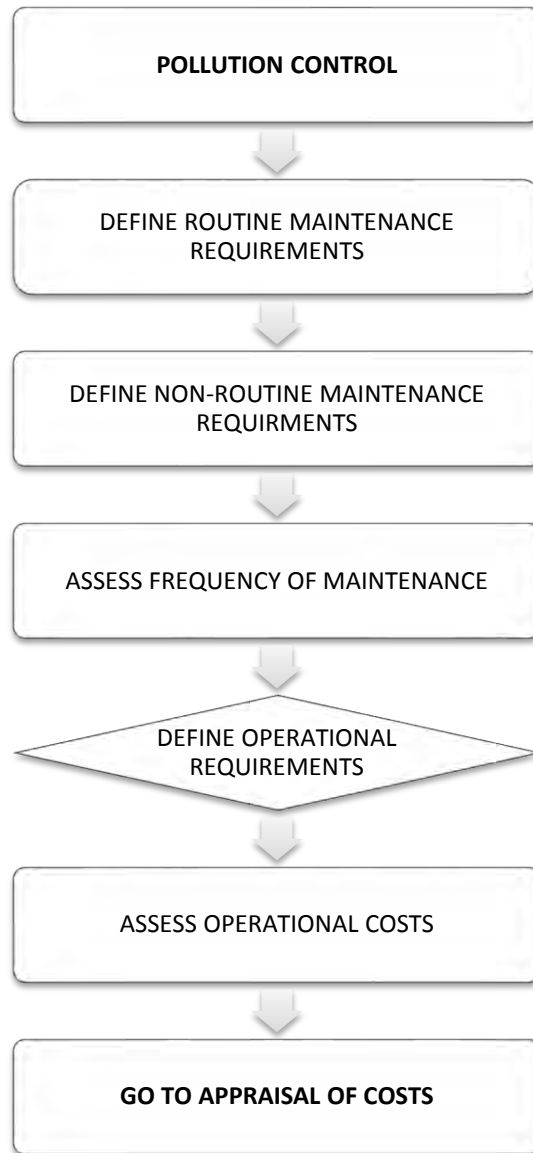 POLLUTION CONTROL
DEFINE ROUTINE MAINTENANCE
REQUIREMENTS
DEFINE NON-ROUTINE MAINTENANCE
REQUIRMENTS
ASSESS FREQUENCY OF MAINTENANCE
DEFINE OPERATIONAL
REQUIREMENTS
ASSESS OPERATIONAL COSTS
GO TO APPRAISAL OF COSTS